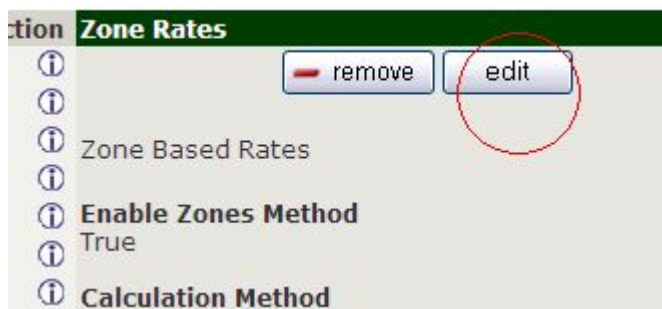 ction Zone Rates
remove edit
Zone Based Rates
Enable Zones Method
True
Calculation Method